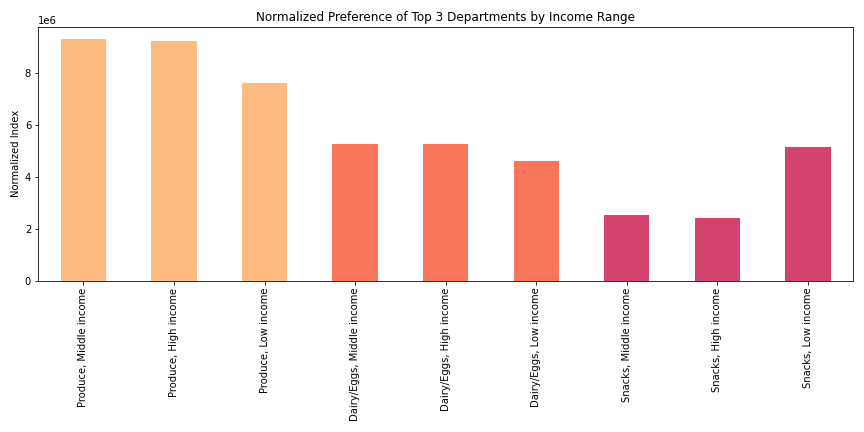 Normalized Preference of Top 3 Departments by Income Range
1e6
Normalized Index
8
6
4
2
0
Produce, Middle income
Produce, High income
Produce, Low income
Dairy/Eggs, Middle income
Dairy/Eggs, High income
Dairy/Eggs, Low income
Snacks, Middle income
Snacks, High income
Snacks, Low income